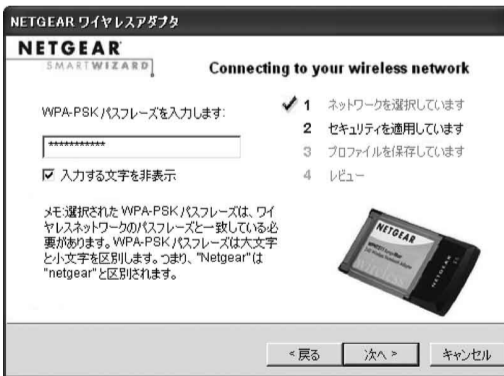 NETGEAR ワイヤレスアダプタ
NETGEAR
SMARTWIZARD
Connecting to your wireless network
WPA-PSK パスフレーズを入力します:
***********
入力する文字を非表示
メモ:選択された WPA-PSK パスフレーズは、ワイ
ヤレスネットワークのパスフレーズと一致している必
要があります。WPA-PSK パスフレーズは大文字
と小文字を区別します。つまり、"Netgear"は
"netgear"と区別されます。
1 ネットワークを選択しています
2 セキュリティを適用しています
3 プロファイルを保存しています
4 レビュー
NETGEAR
< 戻る
次へ >
キャンセル